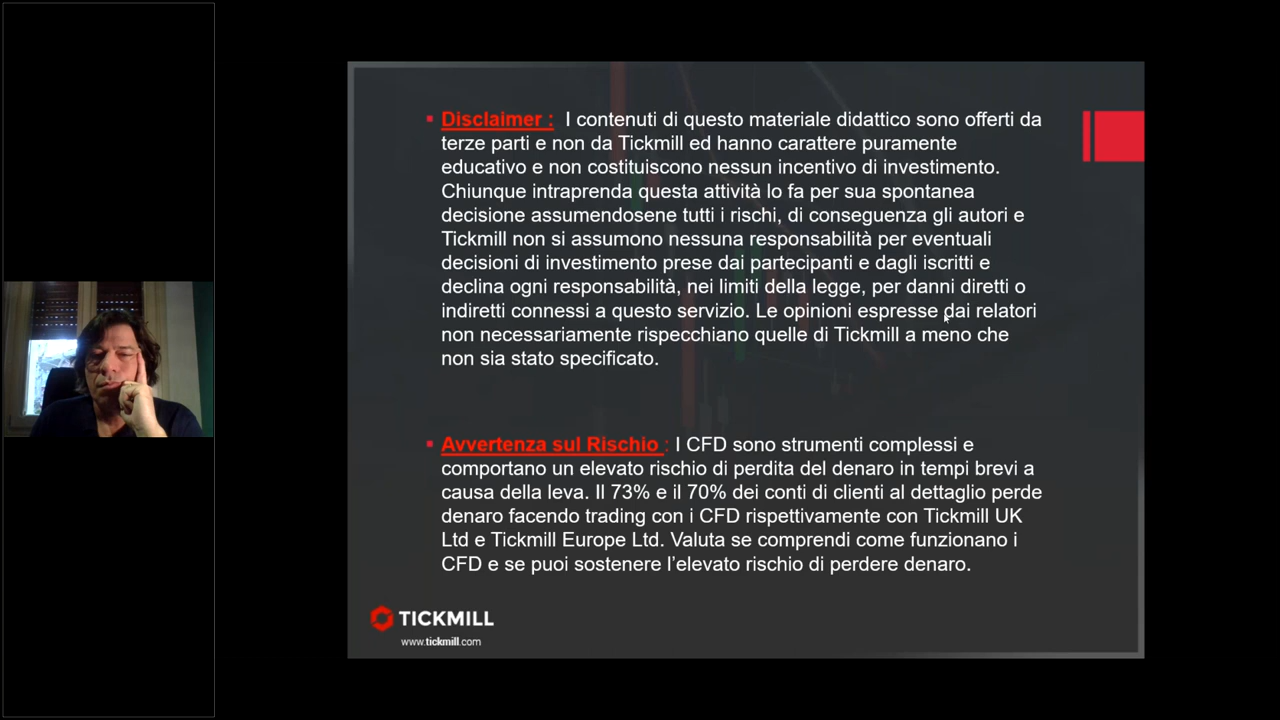 Disclaimer : I contenuti di questo materiale didattico sono offerti da
terze parti e non da Tickmill ed hanno carattere puramente
educativo e non costituiscono nessun incentivo di investimento.
Chiunque intraprenda questa attività lo fa per sua spontanea
decisione assumendosene tutti i rischi, di conseguenza gli autori e
Tickmill non si assumono nessuna responsabilità per eventuali
decisioni di investimento prese dai partecipanti e dagli iscritti e
declina ogni responsabilità, nei limiti della legge, per danni diretti o
indiretti connessi a questo servizio. Le opinioni espresse dai relatori
non necessariamente rispecchiano quelle di Tickmill a meno che
non sia stato specificato.
Avvertenza sul Rischio : I CFD sono strumenti complessi e
comportano un elevato rischio di perdita del denaro in tempi brevi a
causa della leva. Il 73% e il 70% dei conti di clienti al dettaglio perde
denaro facendo trading con i CFD rispettivamente con Tickmill UK
Ltd e Tickmill Europe Ltd. Valuta se comprendi come funzionano i
CFD e se puoi sostenere l’elevato rischio di perdere denaro.
TICKMILL
www.tickmill.com